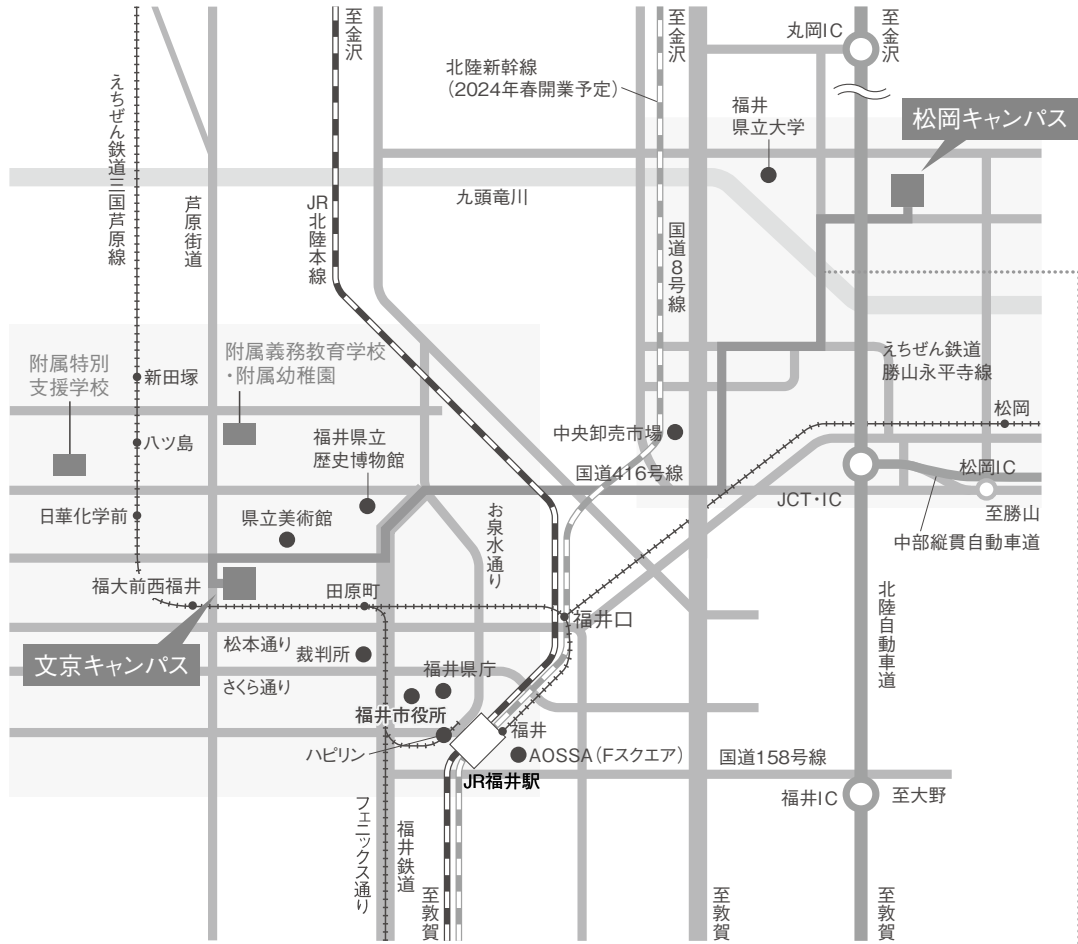 至金沢
至金沢
丸岡IC
至金沢
北陸新幹線
（2024年春開業予定）
福井
県立大学
松岡キャンパス
えちぜん鉄道三国芦原線
芦原街道
JR北陸本線
九頭竜川
国道8号線
附属特別
支援学校
附属義務教育学校
・附属幼稚園
新田塚
えちぜん鉄道
勝山永平寺線
松岡
八ツ島
福井県立
歴史博物館
中央卸売市場
国道416号線
松岡IC
JCT・IC
至勝山
日華化学前
県立美術館
お泉水通り
中部縦貫自動車道
福大前西福井
田原町
福井口
北陸自動車道
文京キャンパス
松本通り
裁判所
さくら通り
福井県庁
福井市役所
ハピリン
福井
AOSSA（Fスクエア）
国道158号線
JR福井駅
福井IC
至大野
フェニックス通り
福井鉄道
至敦賀
至敦賀
至敦賀